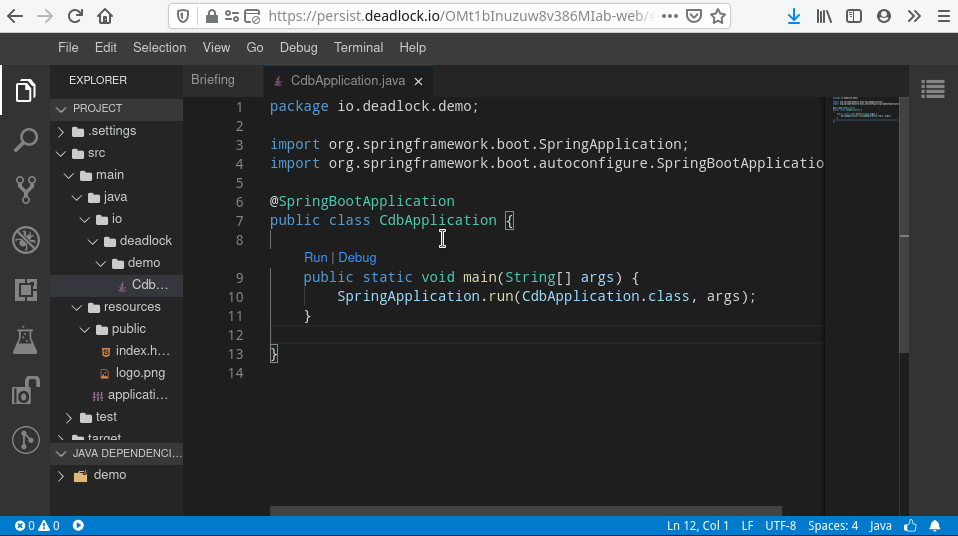 https://persist.deadlock.io/OMt1bInuzuw8v386MIab-web/#
File Edit Selection View Go Debug Terminal Help
EXPLORER
Briefing
CdbApplication.java
PROJECT
.settings
src
main
java
io
deadlock
demo
Cdb...
resources
public
index.h...
logo.png
applicati...
test
target
JAVA DEPENDENCI...
demo
1 package io.deadlock.demo;
2
3 import org.springframework.boot.SpringApplication;
4 import org.springframework.boot.autoconfigure.SpringBootApplicatio
5
6 @SpringBootApplication
7 public class CdbApplication {
8
Run | Debug
9 public static void main(String[] args) {
10 SpringApplication.run(CdbApplication.class, args);
11 }
12
13 }
14
0 0
Ln 12, Col 1 LF UTF-8 Spaces: 4 Java